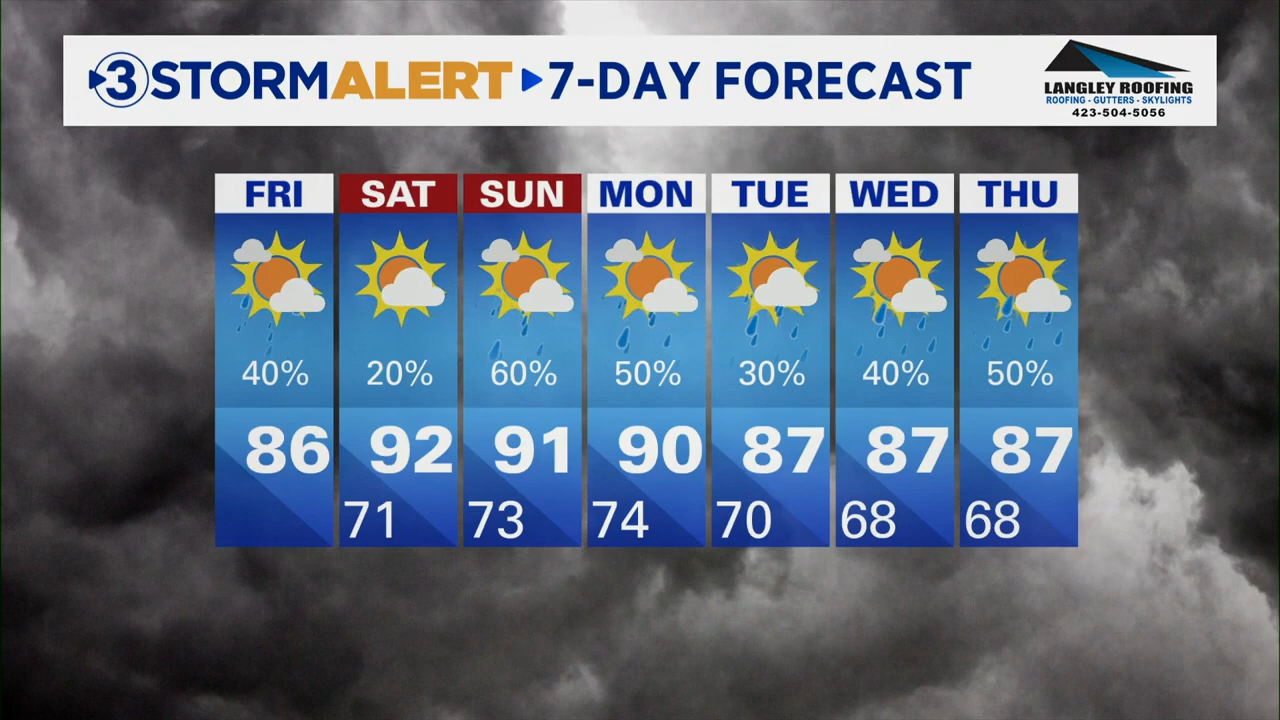 3 STORMALERT 7-DAY FORECAST
LANGLEY ROOFING
ROOFING - GUTTERS - SKYLIGHTS
423-504-5056
FRI SAT SUN MON TUE WED THU
40% 20% 60% 50% 30% 40% 50%
86 92 91 90 87 87 87
71 73 74 70 68 68